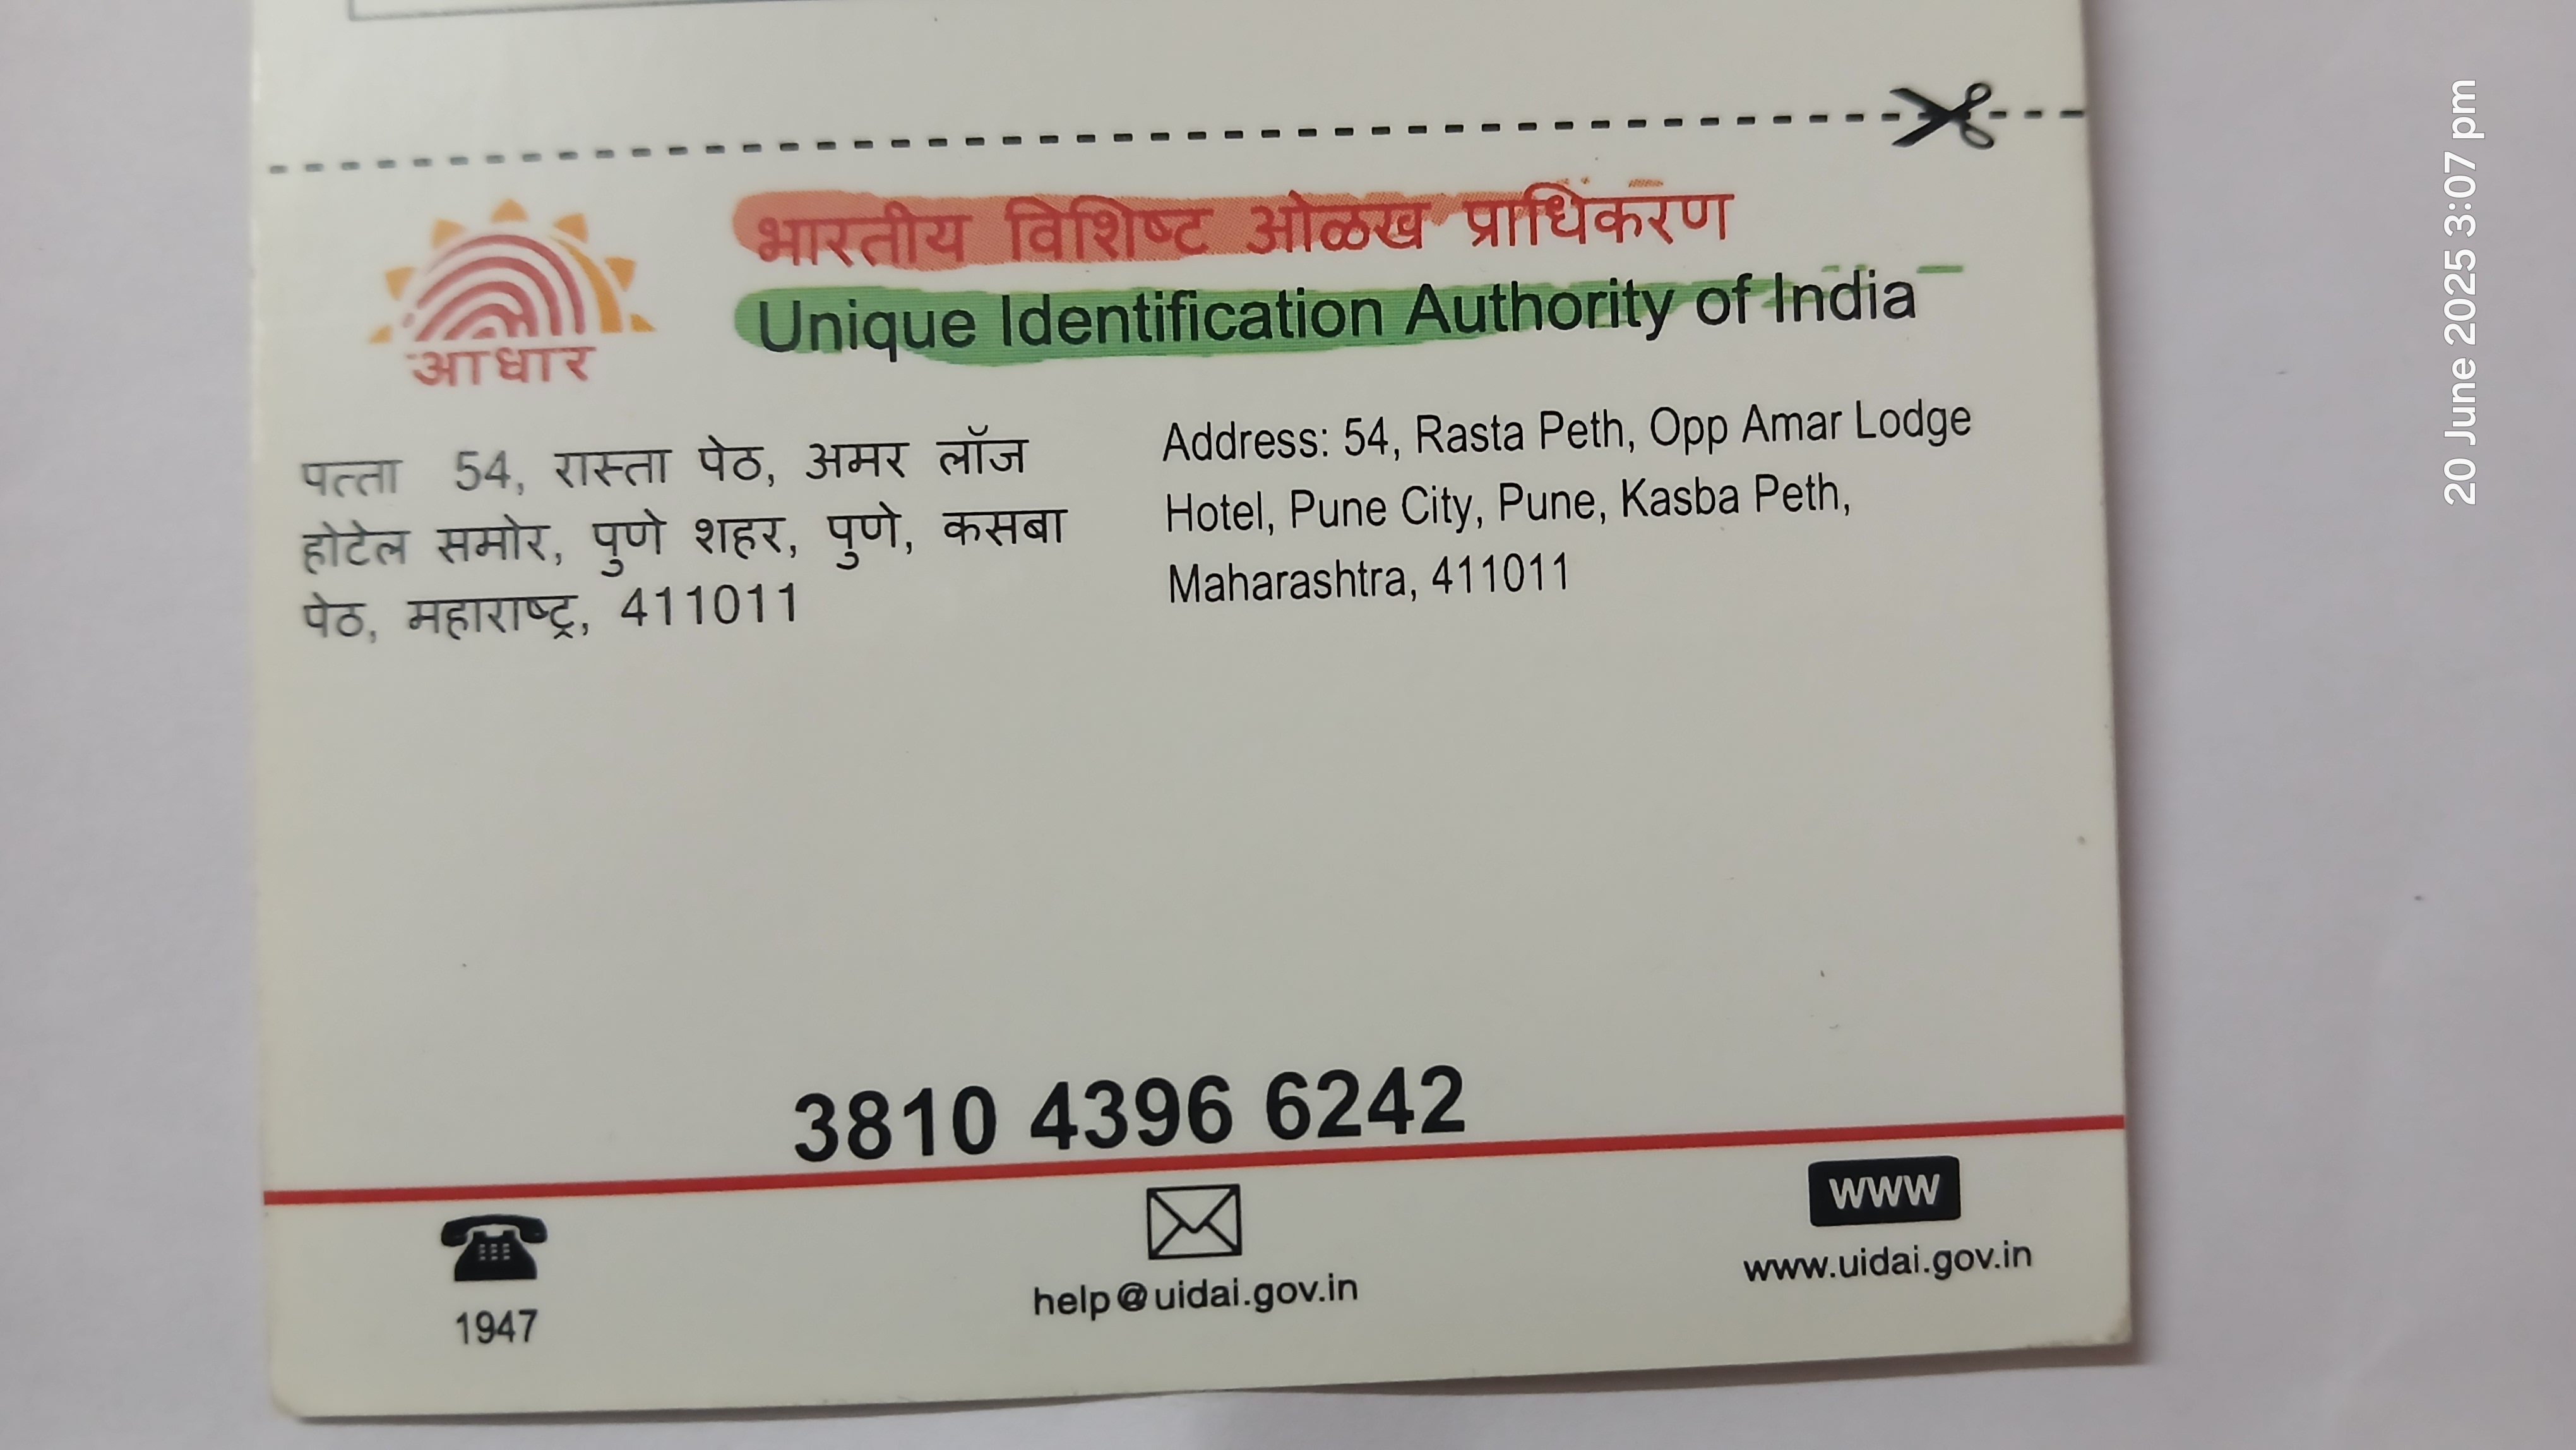 भारतीय विशिष्ट ओळख प्राधिकरण
Unique Identification Authority of India
आधार
पत्ता 54, रास्ता पेठ, अमर लॉज
होटेल समोर, पुणे शहर, पुणे, कसबा
पेठ, महाराष्ट्र, 411011
Address: 54, Rasta Peth, Opp Amar Lodge
Hotel, Pune City, Pune, Kasba Peth,
Maharashtra, 411011
3810 4396 6242
1947
help@uidai.gov.in
WWW
www.uidai.gov.in
20 June 2025 3:07 pm